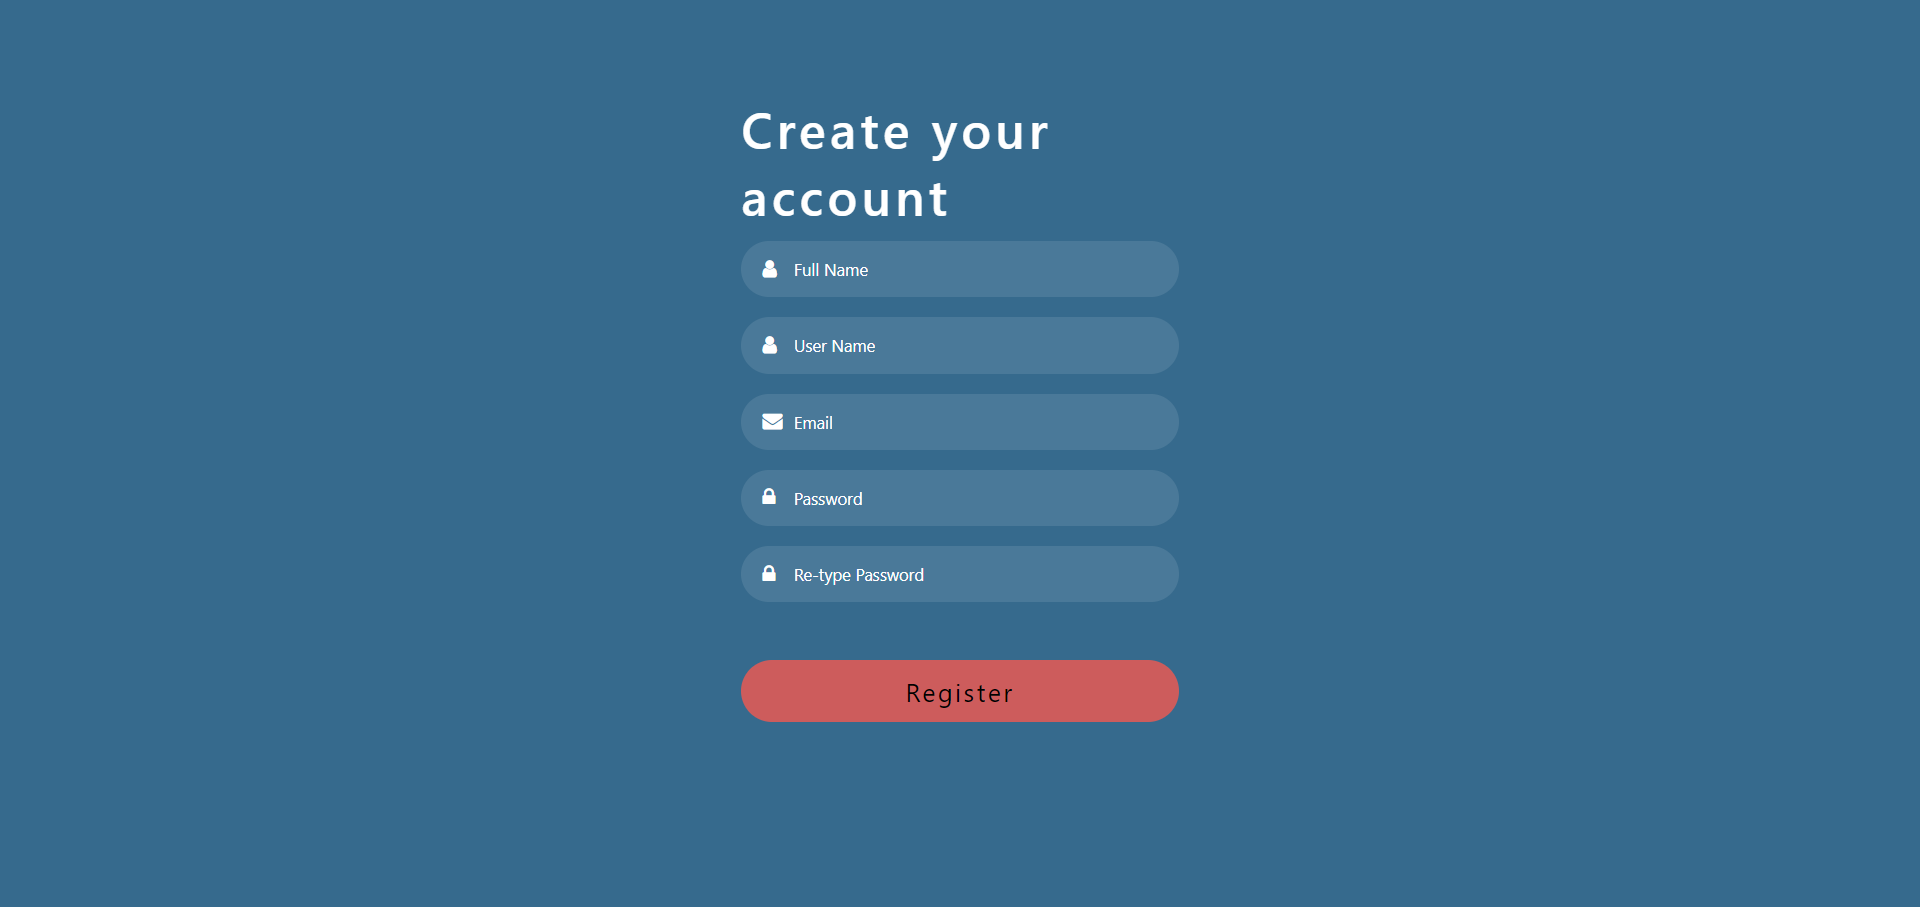 Create your
account
Full Name
User Name
Email
Password
Re-type Password
Register